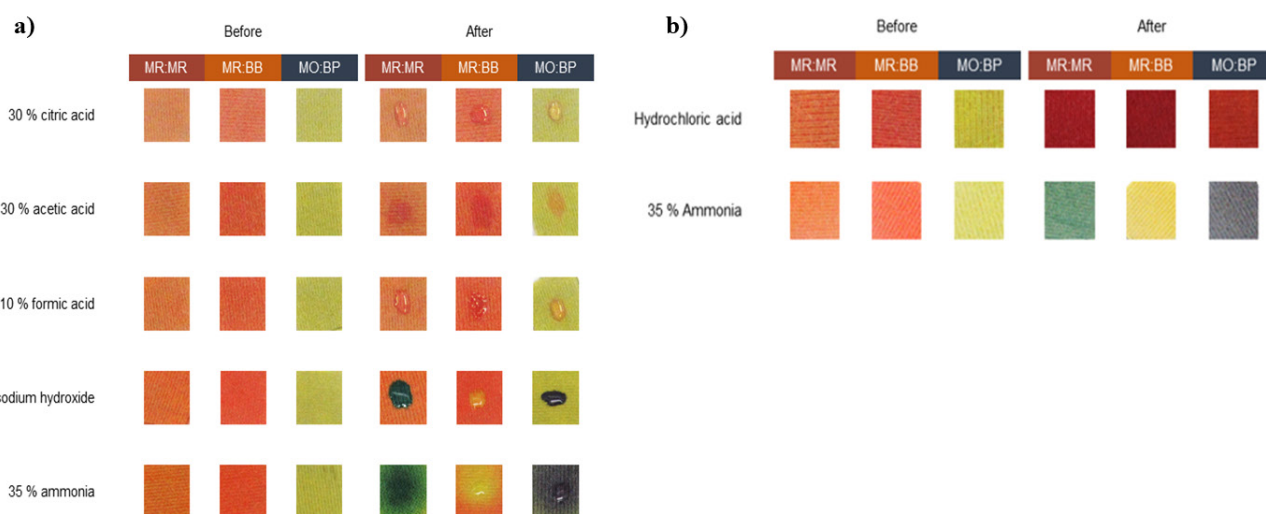 a)
Before After
MR:MR MR:BB MO:BP MR:MR MR:BB MO:BP
30 % citric acid
30 % acetic acid
10 % formic acid
sodium hydroxide
35 % ammonia
b)
Before After
MR:MR MR:BB MO:BP MR:MR MR:BB MO:BP
Hydrochloric acid
35 % Ammonia